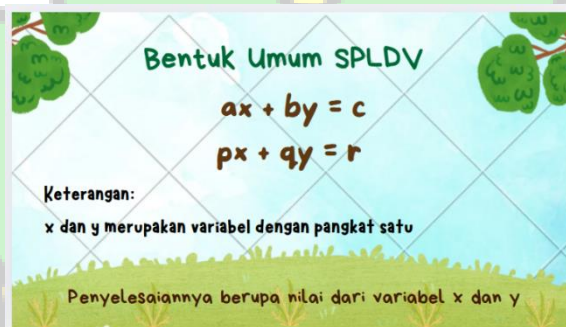 Bentuk Umum SPLDV
ax + by = c
px + qy = r
Keterangan:
x dan y merupakan variabel dengan pangkat satu
Penyelesaiannya berupa nilai dari variabel x dan y